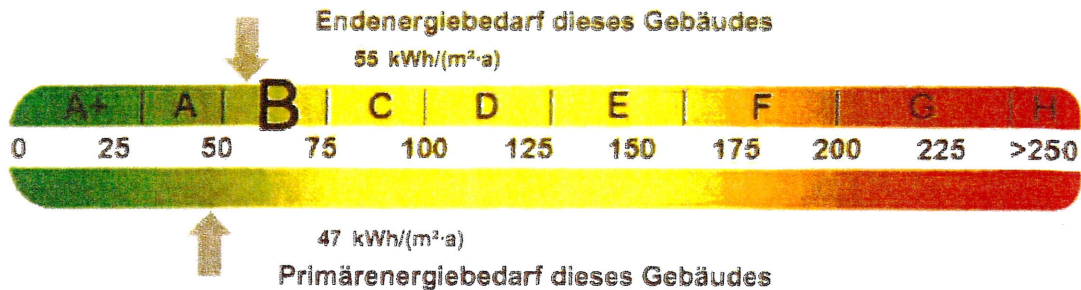 Endenergiebedarf dieses Gebäudes
55 kWh/(m²·a)
A+ A B C D E F G H
0 25 50 75 100 125 150 175 200 225 >250
47 kWh/(m²·a)
Primärenergiebedarf dieses Gebäudes